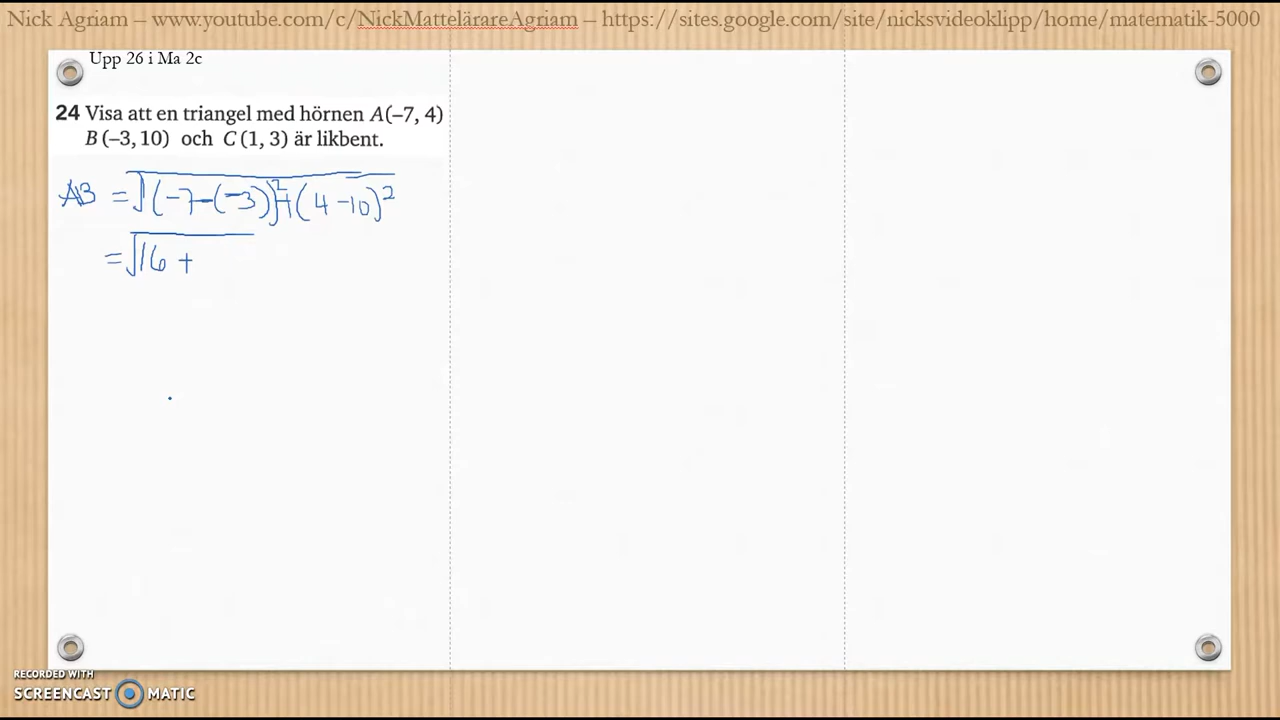 Nick Agriam – www.youtube.com/c/NickMattelärareAgriam – https://sites.google.com/site/nicksvideoklipp/home/matematik-5000
Upp 26 i Ma 2c
24 Visa att en triangel med hörnen A(–7, 4)
B (–3, 10) och C (1, 3) är likbent.
AB = √(-7-(-3))²+(4-10)²
= √16 +
RECORDED WITH
SCREENCAST MATIC